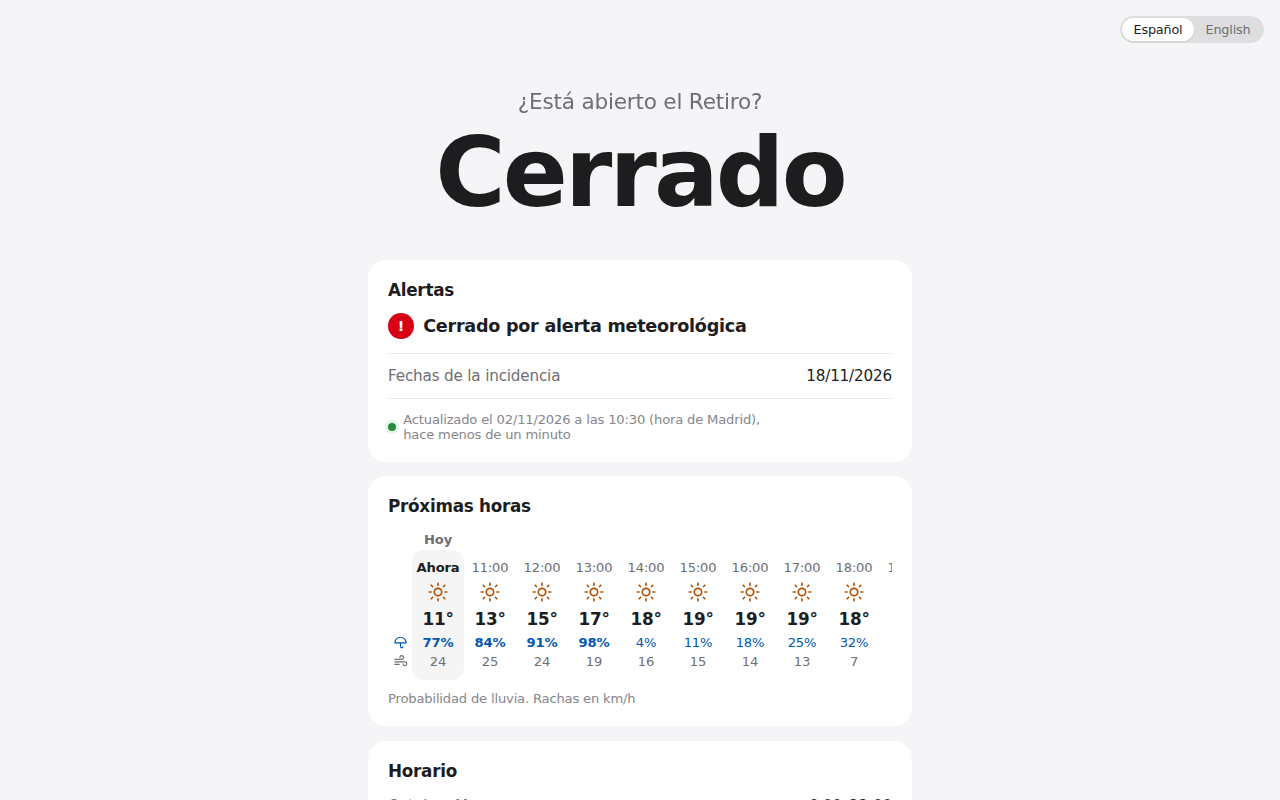 Español English
¿Está abierto el Retiro?
Cerrado
Alertas
! Cerrado por alerta meteorológica
Fechas de la incidencia 18/11/2026
Actualizado el 02/11/2026 a las 10:30 (hora de Madrid),
hace menos de un minuto
Próximas horas
Hoy
Ahora 11:00 12:00 13:00 14:00 15:00 16:00 17:00 18:00
11° 13° 15° 17° 18° 19° 19° 19° 18°
77% 84% 91% 98% 4% 11% 18% 25% 32%
24 25 24 19 16 15 14 13 7
Probabilidad de lluvia. Rachas en km/h
Horario